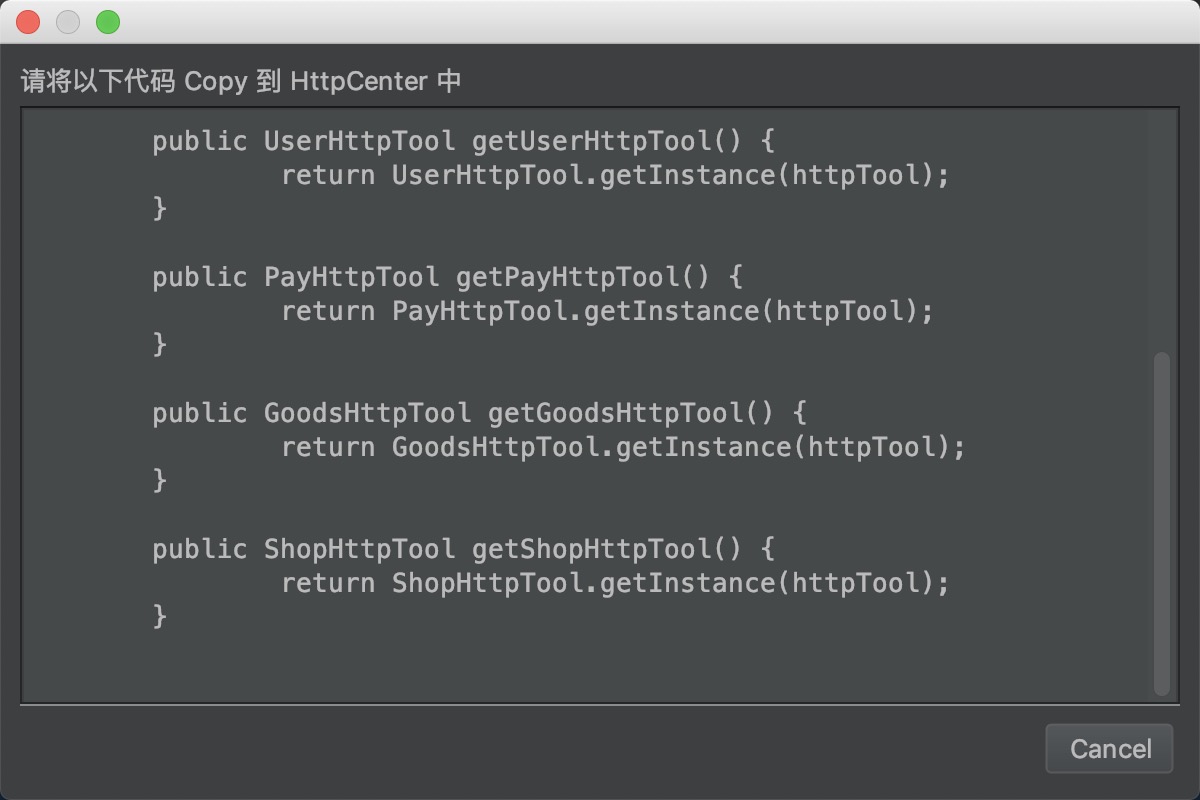 请将以下代码 Copy 到 HttpCenter 中
public UserHttpTool getUserHttpTool() {
return UserHttpTool.getInstance(httpTool);
}
public PayHttpTool getPayHttpTool() {
return PayHttpTool.getInstance(httpTool);
}
public GoodsHttpTool getGoodsHttpTool() {
return GoodsHttpTool.getInstance(httpTool);
}
public ShopHttpTool getShopHttpTool() {
return ShopHttpTool.getInstance(httpTool);
}
Cancel